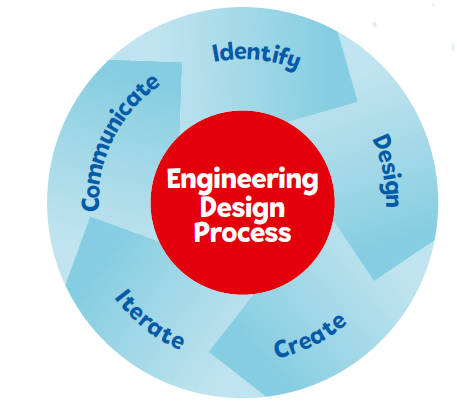 Engineering
Design
Process
Identify
Design
Create
Iterate
Communicate